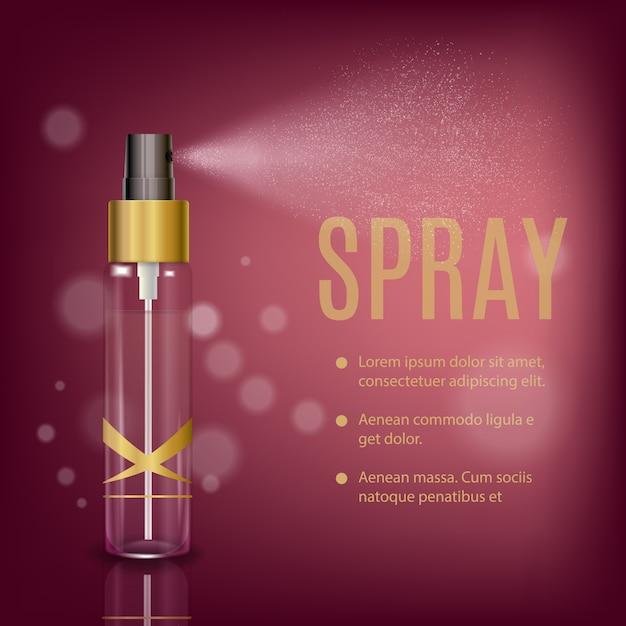 SPRAY
Lorem ipsum dolor sit amet,
consectetuer adipiscing elit.
Aenean commodo ligula e
get dolor.
Aenean massa. Cum sociis
natoque penatibus et